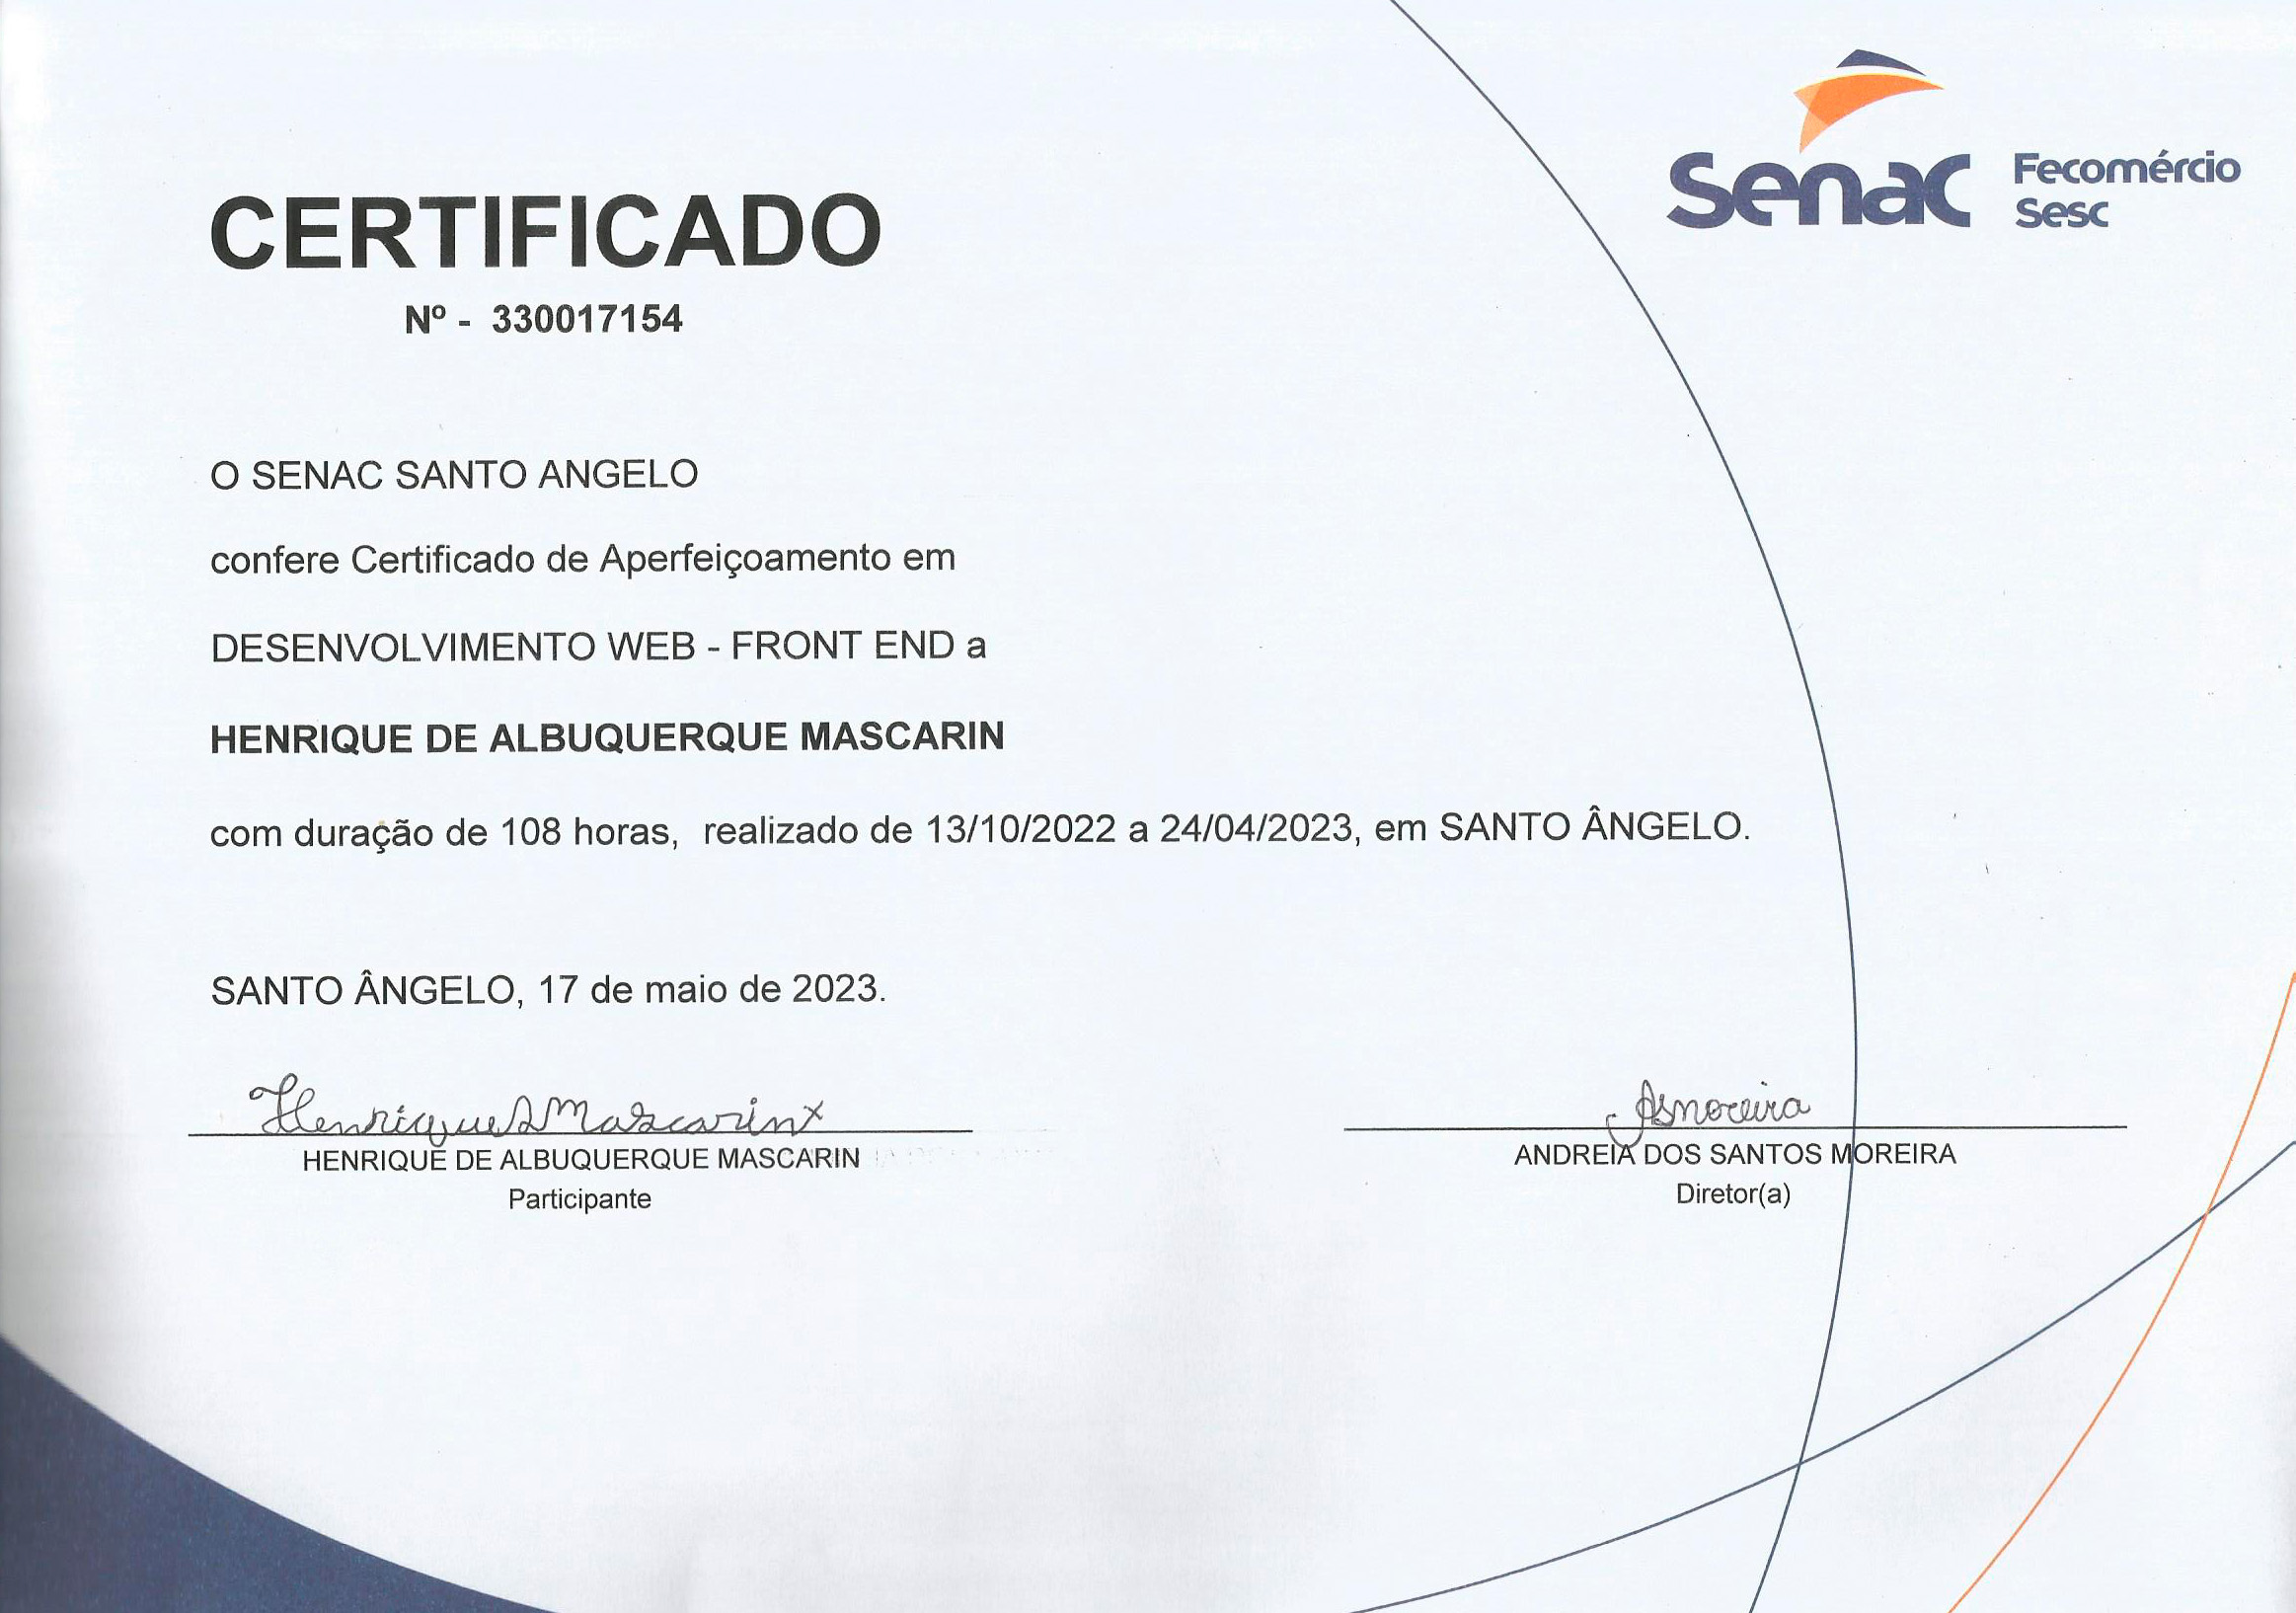 Senac Fecomércio
Sesc
CERTIFICADO
Nº - 330017154
O SENAC SANTO ANGELO
confere Certificado de Aperfeiçoamento em
DESENVOLVIMENTO WEB - FRONT END a
HENRIQUE DE ALBUQUERQUE MASCARIN
com duração de 108 horas, realizado de 13/10/2022 a 24/04/2023, em SANTO ÂNGELO.
SANTO ÂNGELO, 17 de maio de 2023.
Henrique A Mascarin
Asmoreira
HENRIQUE DE ALBUQUERQUE MASCARIN
ANDREIA DOS SANTOS MOREIRA
Participante
Diretor(a)